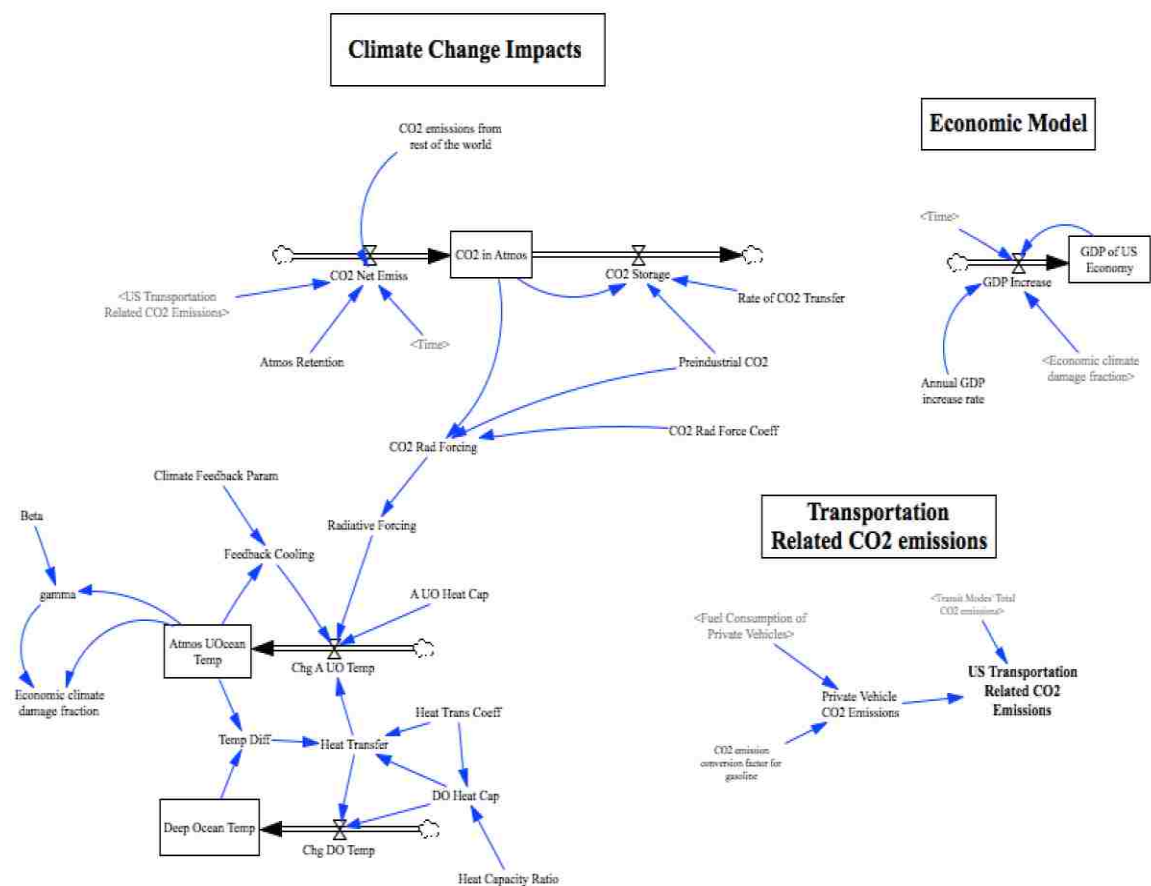 Climate Change Impacts
CO2 emissions from
rest of the world
CO2 in Atmos
CO2 Net Emiss
CO2 Storage
<US Transportation
Related CO2 Emissions>
Rate of CO2 Transfer
Atmos Retention
<Time>
Preindustrial CO2
CO2 Rad Forcing
CO2 Rad Force Coeff
Climate Feedback Param
Beta
Radiative Forcing
Feedback Cooling
gamma
A UO Heat Cap
Atmos UOcean
Temp
Chg A UO Temp
Economic climate
damage fraction
Heat Trans Coeff
Temp Diff
Heat Transfer
DO Heat Cap
Deep Ocean Temp
Chg DO Temp
Heat Capacity Ratio
Economic Model
<Time>
GDP of US
Economy
GDP Increase
<Economic climate
damage fraction>
Annual GDP
increase rate
Transportation
Related CO2 emissions
<Transit Modes' Total
CO2 emissions>
<Fuel Consumption of
Private Vehicles>
US Transportation
Related CO2
Emissions
Private Vehicle
CO2 Emissions
CO2 emission
conversion factor for
gasoline